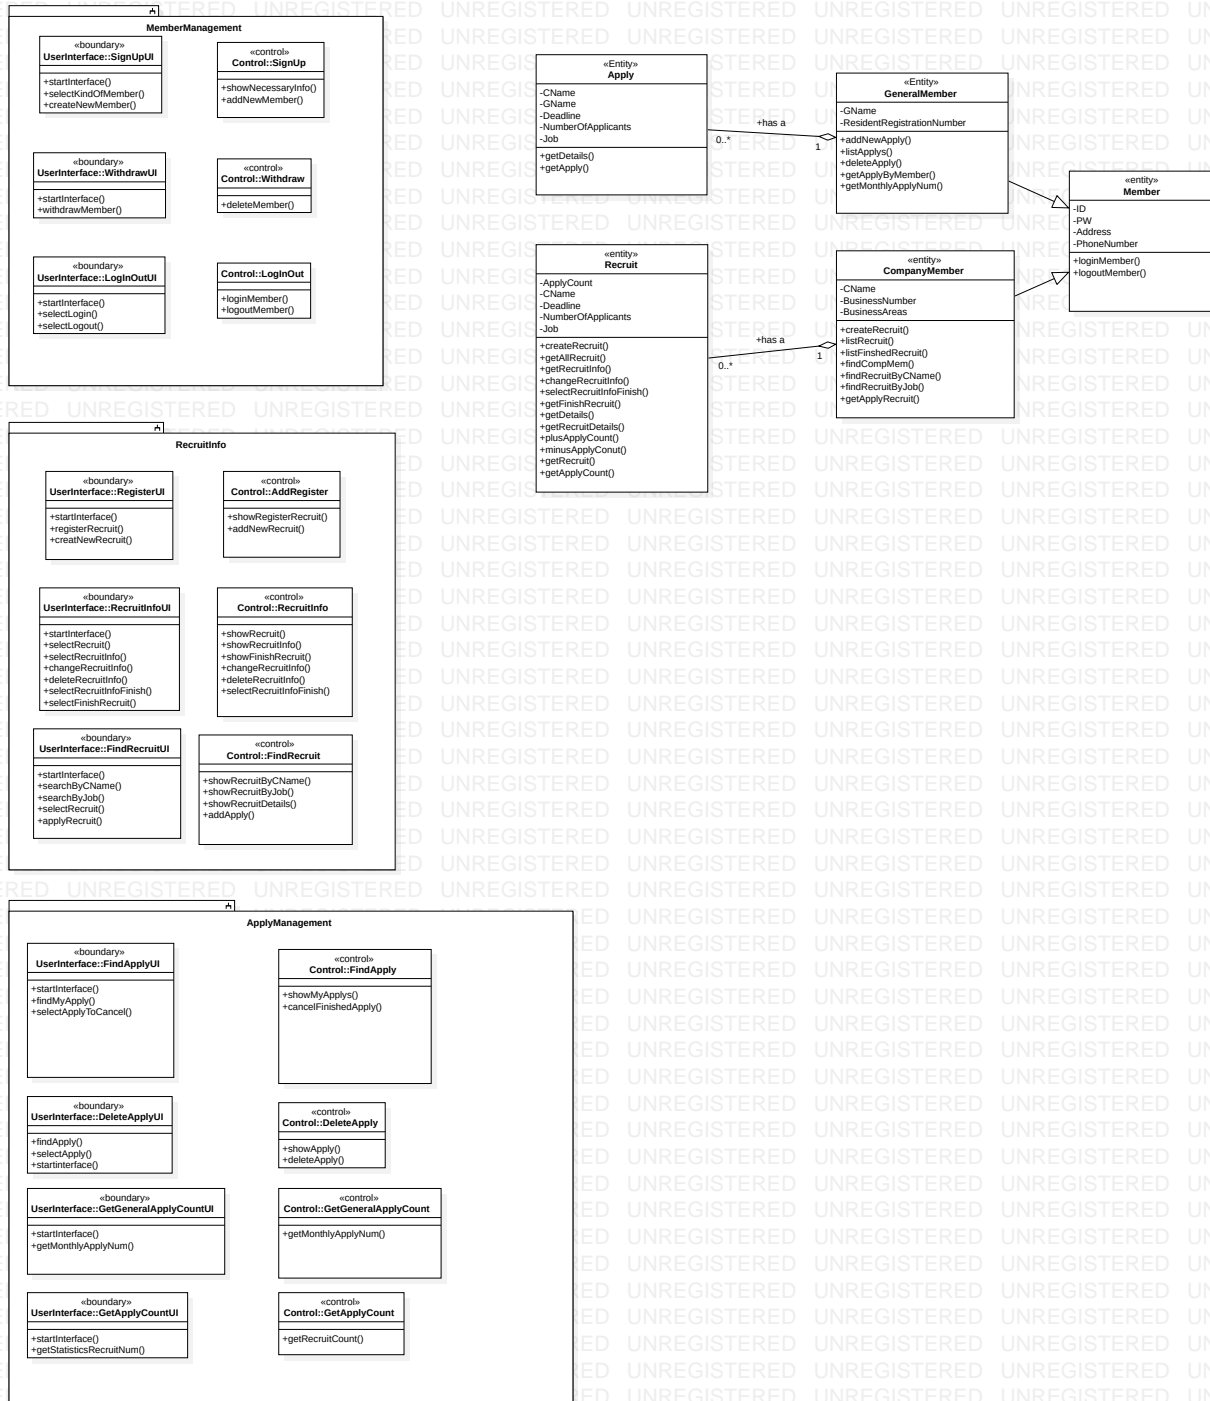 MemberManagement
«boundary»
UserInterface::SignUpUI
+startInterface()
+selectKindOfMember()
+createNewMember()
«control»
Control::SignUp
+showNecessaryInfo()
+addNewMember()
«boundary»
UserInterface::WithdrawUI
+startInterface()
+withdrawMember()
«control»
Control::Withdraw
+deleteMember()
«boundary»
UserInterface::LogInOutUI
+startInterface()
+selectLogin()
+selectLogout()
Control::LogInOut
+loginMember()
+logoutMember()
«Entity»
Apply
-CName
-GName
-Deadline
-NumberOfApplicants
-Job
+getDetails()
+getApply()
+has a
0..*
1
«Entity»
GeneralMember
-GName
-ResidentRegistrationNumber
+addNewApply()
+listApplys()
+deleteApply()
+getApplyByMember()
+getMonthlyApplyNum()
«entity»
Member
-ID
-PW
-Address
-PhoneNumber
+loginMember()
+logoutMember()
«entity»
Recruit
-ApplyCount
-CName
-Deadline
-NumberOfApplicants
-Job
+createRecruit()
+getAllRecruit()
+getRecruitInfo()
+changeRecruitInfo()
+selectRecruitInfoFinish()
+getFinishRecruit()
+getDetails()
+getRecruitDetails()
+plusApplyCount()
+minusApplyConut()
+getRecruit()
+getApplyCount()
+has a
0..*
1
«entity»
CompanyMember
-CName
-BusinessNumber
-BusinessAreas
+createRecruit()
+listRecruit()
+listFinshedRecruit()
+findCompMem()
+findRecruitByCName()
+findRecruitByJob()
+getApplyRecruit()
RecruitInfo
«boundary»
UserInterface::RegisterUI
+startInterface()
+registerRecruit()
+creatNewRecruit()
«control»
Control::AddRegister
+showRegisterRecruit()
+addNewRecruit()
«boundary»
UserInterface::RecruitInfoUI
+startInterface()
+selectRecruit()
+selectRecruitInfo()
+changeRecruitInfo()
+deleteRecruitInfo()
+selectRecruitInfoFinish()
+selectFinishRecruit()
«control»
Control::RecruitInfo
+showRecruit()
+showRecruitInfo()
+showFinishRecruit()
+changeRecruitInfo()
+deleteRecruitInfo()
+selectRecruitInfoFinish()
«boundary»
UserInterface::FindRecruitUI
+startInterface()
+searchByCName()
+searchByJob()
+selectRecruit()
+applyRecruit()
«control»
Control::FindRecruit
+showRecruitByCName()
+showRecruitByJob()
+showRecruitDetails()
+addApply()
ApplyManagement
«boundary»
UserInterface::FindApplyUI
+startInterface()
+findMyApply()
+selectApplyToCancel()
«control»
Control::FindApply
+showMyApplys()
+cancelFinishedApply()
«boundary»
UserInterface::DeleteApplyUI
+findApply()
+selectApply()
+startinterface()
«control»
Control::DeleteApply
+showApply()
+deleteApply()
«boundary»
UserInterface::GetGeneralApplyCountUI
+startInterface()
+getMonthlyApplyNum()
«control»
Control::GetGeneralApplyCount
+getMonthlyApplyNum()
«boundary»
UserInterface::GetApplyCountUI
+startInterface()
+getStatisticsRecruitNum()
«control»
Control::GetApplyCount
+getRecruitCount()
UNREGISTERED